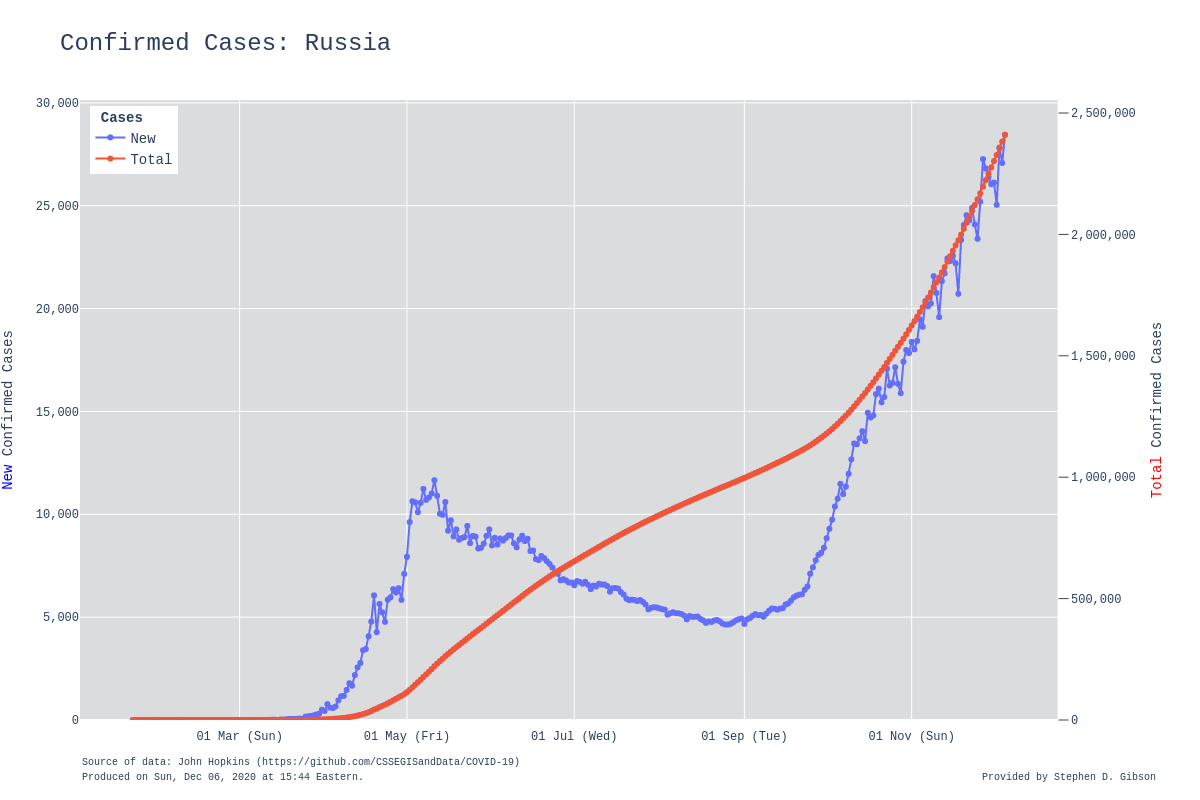 Confirmed Cases: Russia
30,000
25,000
20,000
15,000
10,000
5,000
0
New Confirmed Cases
Cases
New
Total
2,500,000
2,000,000
1,500,000
1,000,000
500,000
0
Total Confirmed Cases
01 Mar (Sun)
01 May (Fri)
01 Jul (Wed)
01 Sep (Tue)
01 Nov (Sun)
Source of data: John Hopkins (https://github.com/CSSEGISandData/COVID-19)
Produced on Sun, Dec 06, 2020 at 15:44 Eastern.
Provided by Stephen D. Gibson